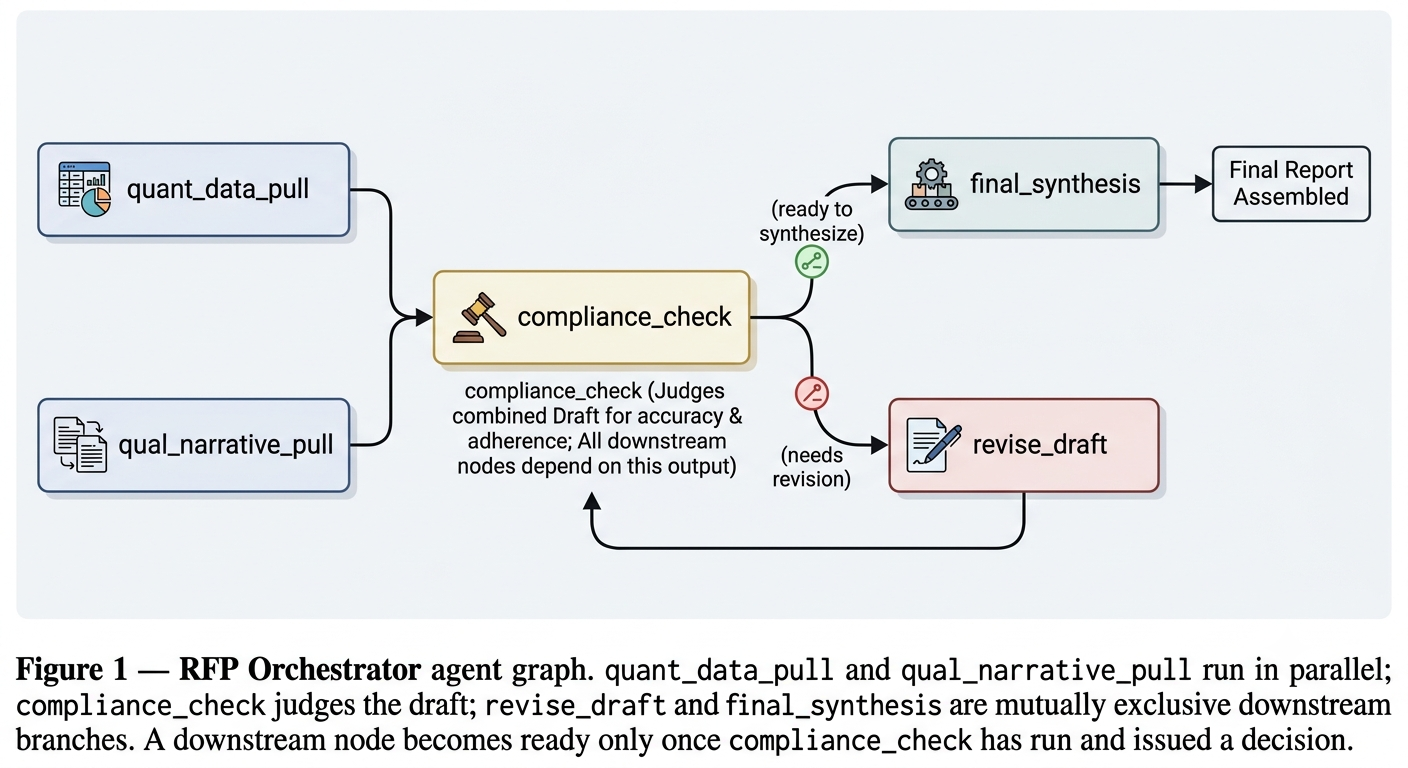 quant_data_pull
qual_narrative_pull
compliance_check
compliance_check (Judges
combined Draft for accuracy &
adherence; All downstream
nodes depend on this output)
(ready to
synthesize)
(needs
revision)
final_synthesis
revise_draft
Final Report
Assembled
Figure 1 — RFP Orchestrator agent graph. quant_data_pull and qual_narrative_pull run in parallel;
compliance_check judges the draft; revise_draft and final_synthesis are mutually exclusive downstream
branches. A downstream node becomes ready only once compliance_check has run and issued a decision.